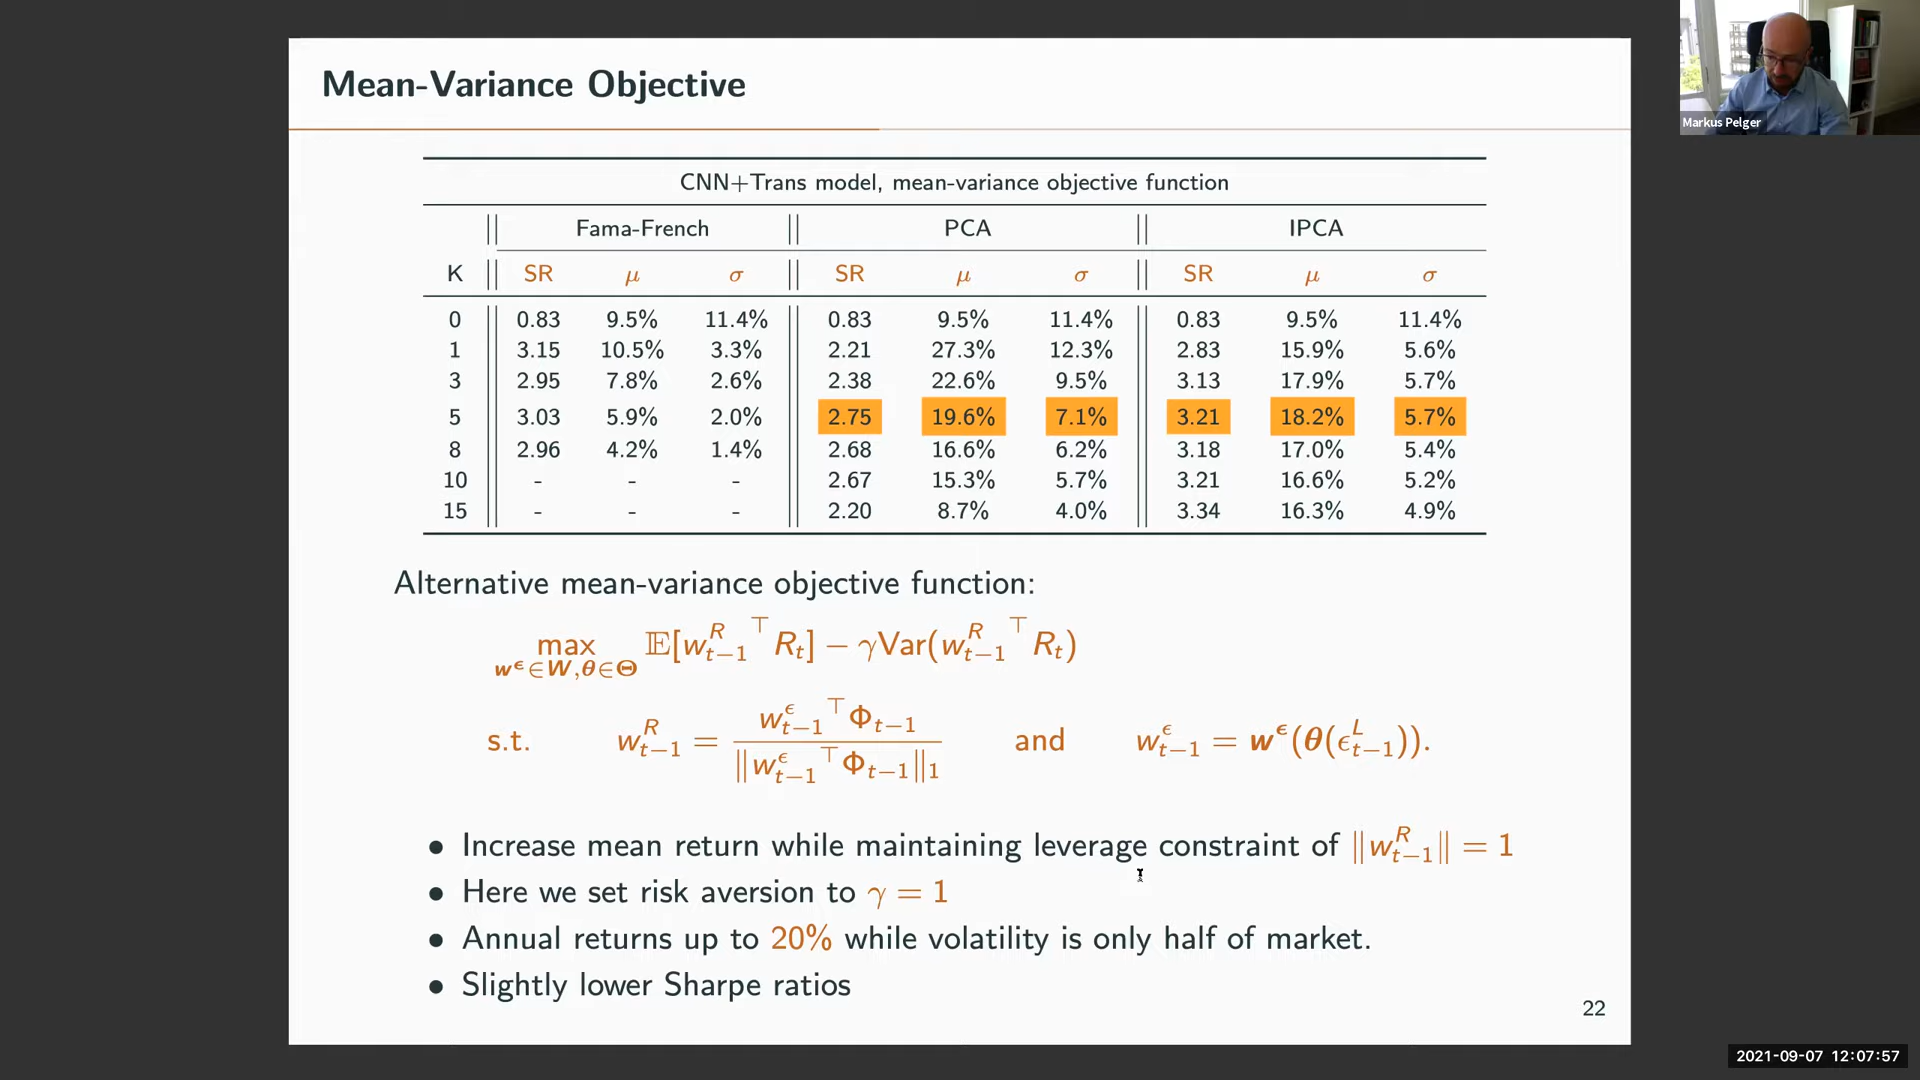 Mean-Variance Objective
Markus Pelger
CNN+Trans model, mean-variance objective function
Fama-French PCA IPCA
K SR μ σ SR μ σ SR μ σ
0 0.83 9.5% 11.4% 0.83 9.5% 11.4% 0.83 9.5% 11.4%
1 3.15 10.5% 3.3% 2.21 27.3% 12.3% 2.83 15.9% 5.6%
3 2.95 7.8% 2.6% 2.38 22.6% 9.5% 3.13 17.9% 5.7%
5 3.03 5.9% 2.0% 2.75 19.6% 7.1% 3.21 18.2% 5.7%
8 2.96 4.2% 1.4% 2.68 16.6% 6.2% 3.18 17.0% 5.4%
10 - - - 2.67 15.3% 5.7% 3.21 16.6% 5.2%
15 - - - 2.20 8.7% 4.0% 3.34 16.3% 4.9%
Alternative mean-variance objective function:
max_{w^ϵ∈W,θ∈Θ} 𝔼[w^R_{t−1}^⊤ R_t] − γVar(w^R_{t−1}^⊤ R_t)
s.t. w^R_{t−1} = w^ϵ_{t−1}^⊤ Φ_{t−1} / ‖w^ϵ_{t−1}^⊤ Φ_{t−1}‖_1 and w^ϵ_{t−1} = w^ϵ(θ(ϵ^L_{t−1})).
• Increase mean return while maintaining leverage constraint of ‖w^R_{t−1}‖ = 1
• Here we set risk aversion to γ = 1
• Annual returns up to 20% while volatility is only half of market.
• Slightly lower Sharpe ratios
22
2021-09-07 12:07:57